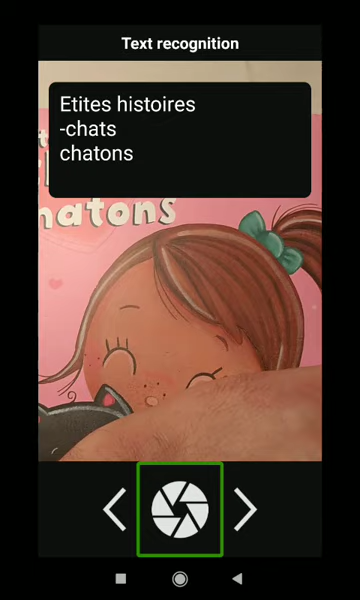 Text recognition
Etites histoires
-chats
chatons
hatons